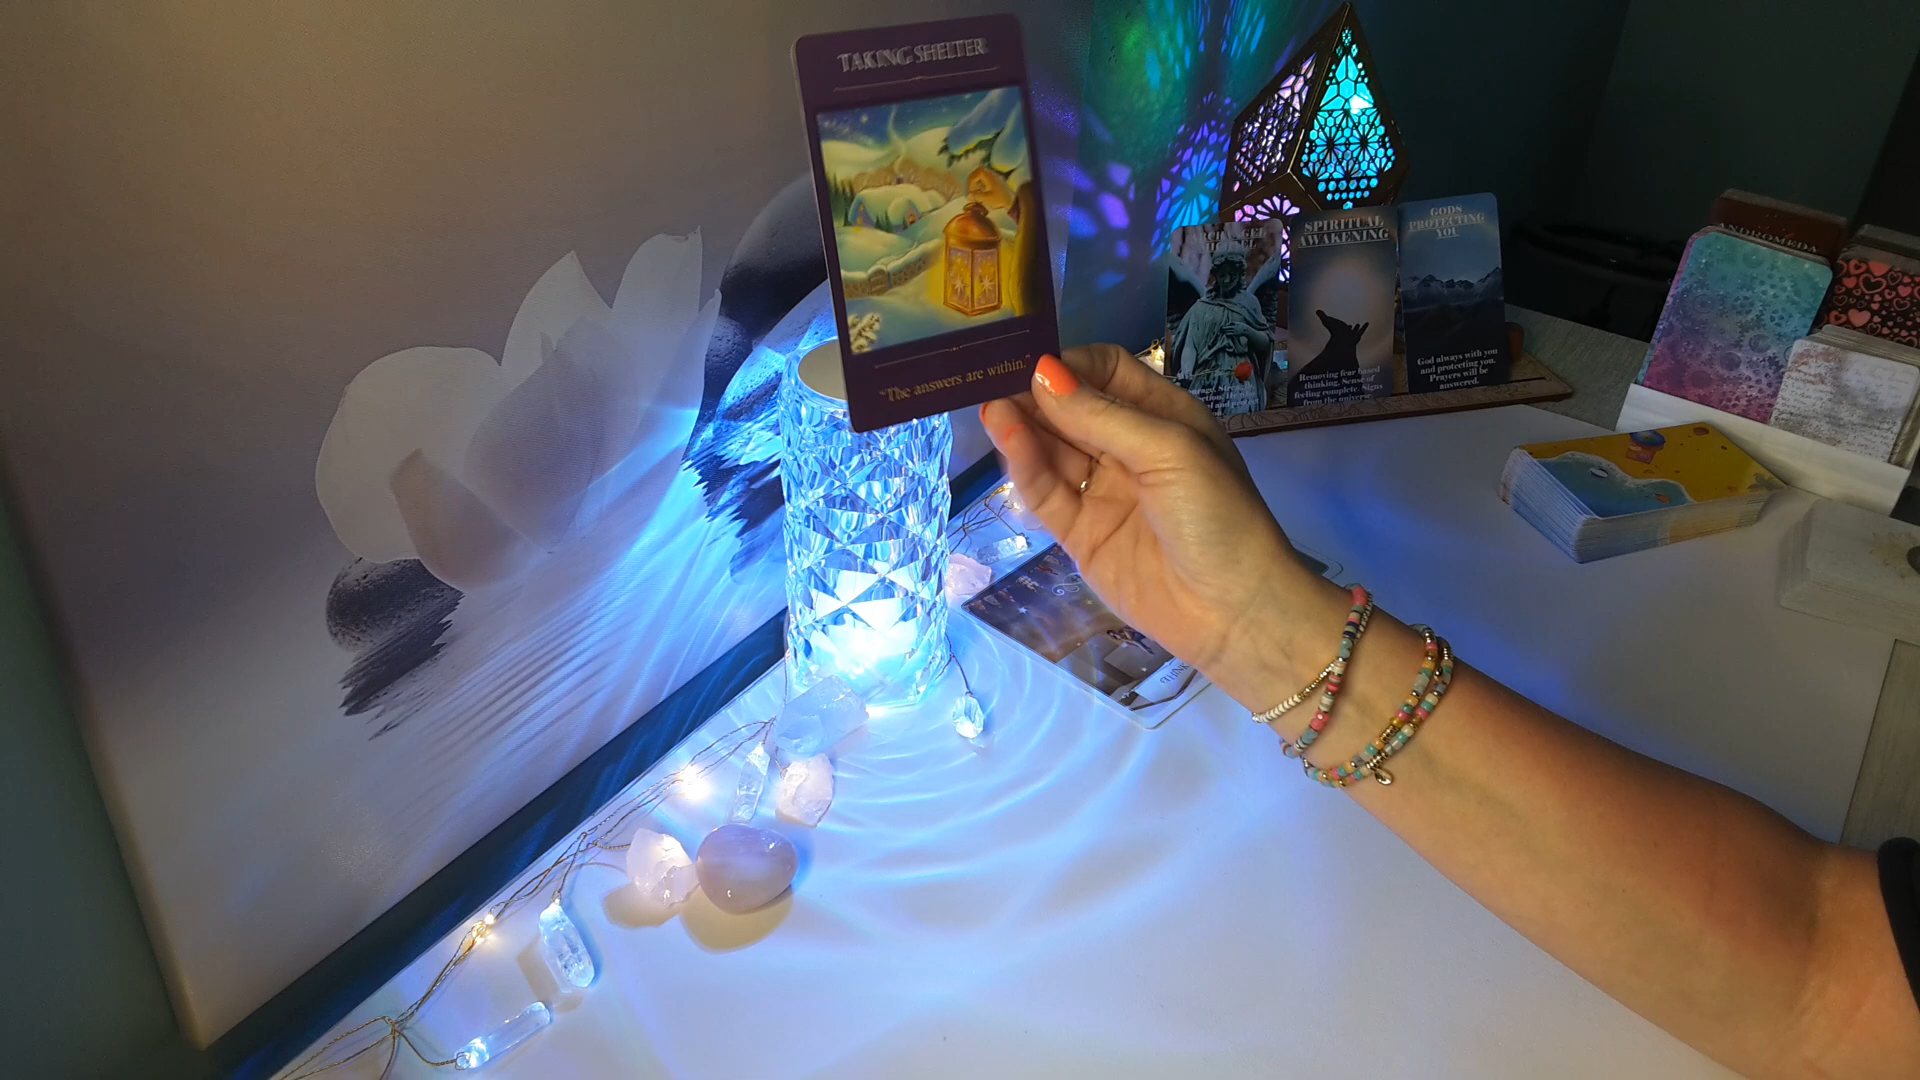 TAKING SHELTER
"The answers are within."
SPIRITUAL
AWAKENING
Removing fear based
thinking. Sense of
feeling complete. Signs
from the universe.
GODS
PROTECTING
YOU
God always with you
and protecting you.
Prayers will be
answered.
ANDROMEDA